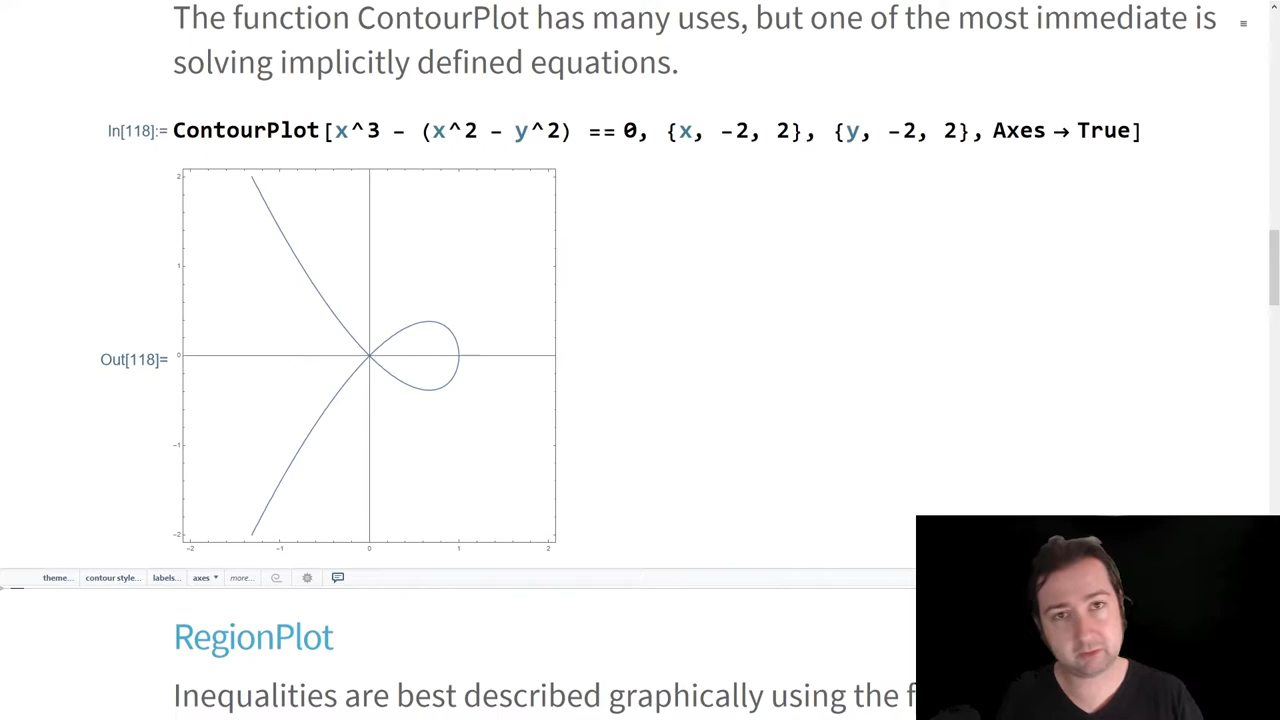 The function ContourPlot has many uses, but one of the most immediate is
solving implicitly defined equations.
In[118]:= ContourPlot[x^3 - (x^2 - y^2) == 0, {x, -2, 2}, {y, -2, 2}, Axes → True]
2
1
Out[118]= 0
-1
-2
-2 -1 0 1 2
theme... contour style... labels... axes more...
RegionPlot
Inequalities are best described graphically using the f